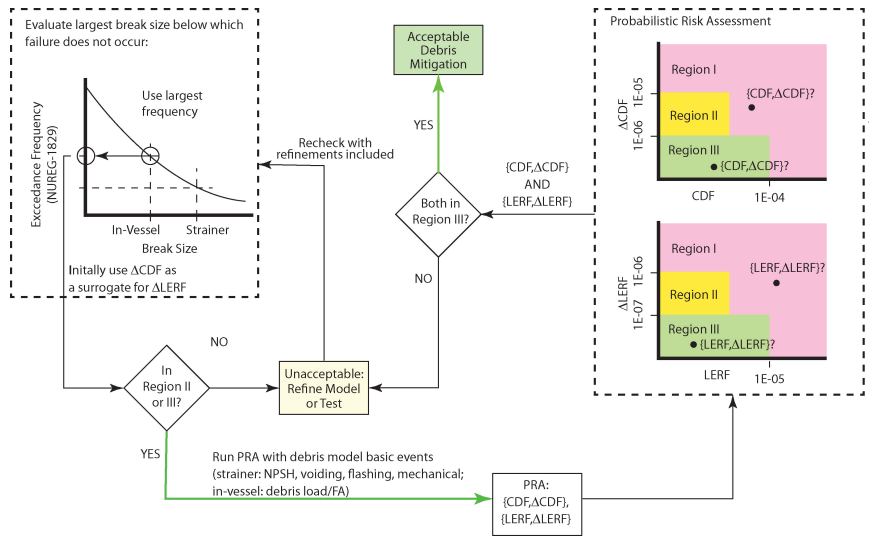 Evaluate largest break size below which
failure does not occur:
Exccedance Frequency
(NUREG-1829)
Use largest
frequency
In-Vessel
Strainer
Break Size
Initally use ΔCDF as
a surrogate for ΔLERF
Acceptable
Debris
Mitigation
YES
Recheck with
refinements included
Both in
Region III?
{CDF,ΔCDF}
AND
{LERF,ΔLERF}
NO
Probabilistic Risk Assessment
ΔCDF
1E-05
1E-06
Region I
{CDF,ΔCDF}?
Region II
Region III
{CDF,ΔCDF}?
CDF
1E-04
ΔLERF
1E-06
1E-07
Region I
{LERF,ΔLERF}?
Region II
Region III
{LERF,ΔLERF}?
LERF
1E-05
In
Region II
or III?
NO
Unacceptable:
Refine Model
or Test
YES
Run PRA with debris model basic events
(strainer: NPSH, voiding, flashing, mechanical;
in-vessel: debris load/FA)
PRA:
{CDF,ΔCDF},
{LERF,ΔLERF}